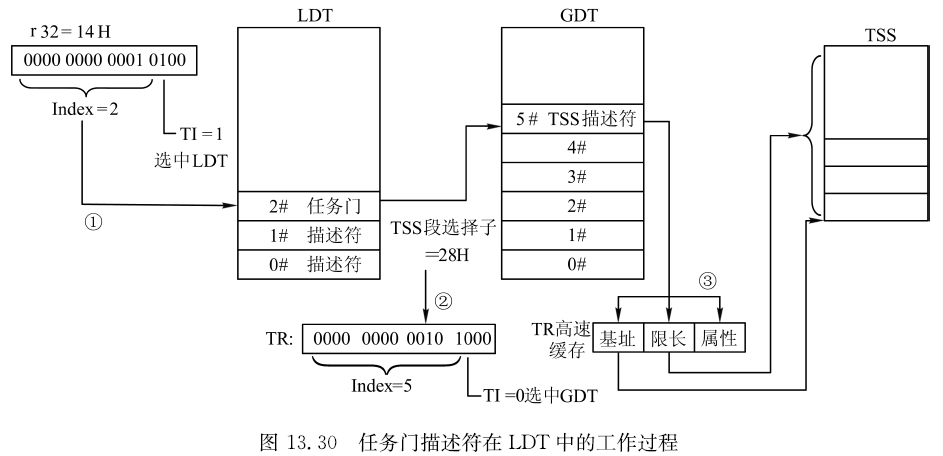 LDT
GDT
TSS
r 32=14H
0000 0000 0001 0100
Index=2
TI=1
选中LDT
①
2# 任务门
1# 描述符
0# 描述符
5# TSS描述符
4#
3#
2#
1#
0#
TSS段选择子
=28H
②
TR:
0000 0000 0010 1000
Index=5
TI=0选中GDT
③
TR高速
缓存
基址 限长 属性
图 13.30 任务门描述符在 LDT 中的工作过程